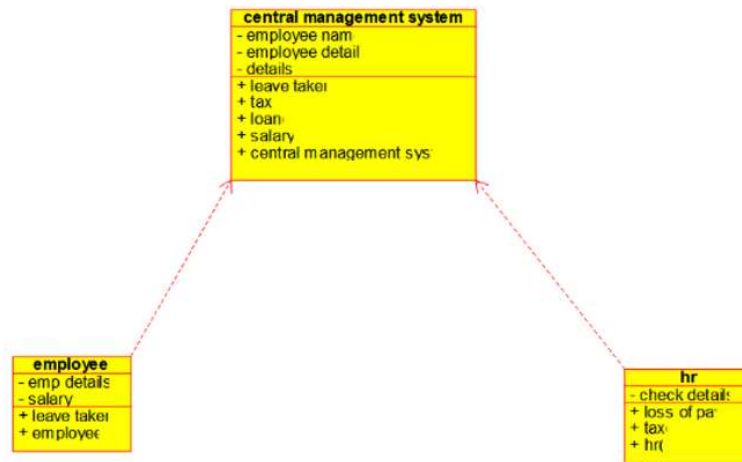 central management system
- employee nam
- employee detail
- details
+ leave taker
+ tax
+ loan
+ salary
+ central management sys
employee
- emp details
- salary
+ leave taker
+ employee
hr
- check details
+ loss of pa
+ tax
+ hr(